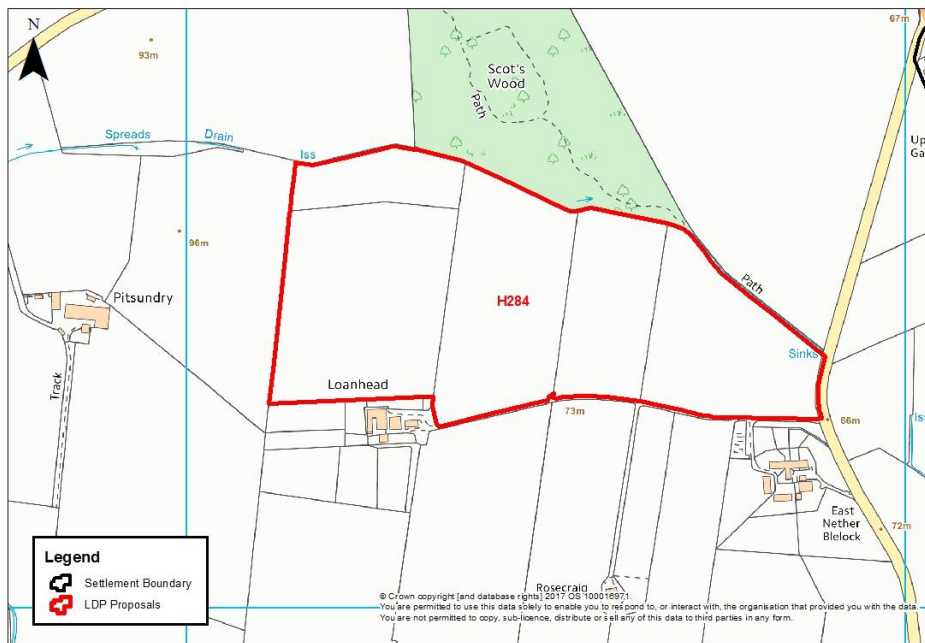 N
93m
67m
Scot's
Wood
Path
Spreads
Drain
Iss
Up
Ga
96m
Pitsundry
H284
Path
Track
Loanhead
Sinks
73m
66m
Iss
East
Nether
Blelock
72m
Rosecraig
Legend
Settlement Boundary
LDP Proposals
© Crown copyright [and database rights] 2017 OS 100016971.
You are permitted to use this data solely to enable you to respond to, or interact with, the organisation that provided you with the data.
You are not permitted to copy, sub-licence, distribute or sell any of this data to third parties in any form.